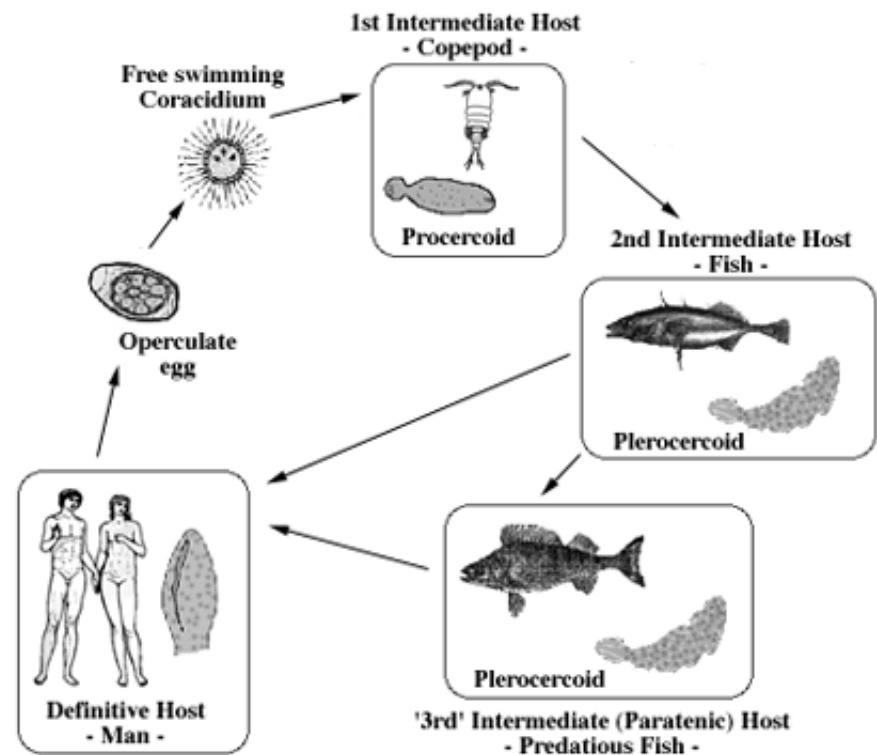 1st Intermediate Host
- Copepod -
Free swimming
Coracidium
Procercoid
2nd Intermediate Host
- Fish -
Operculate
egg
Plerocercoid
Plerocercoid
Definitive Host
- Man -
'3rd' Intermediate (Paratenic) Host
- Predatious Fish -